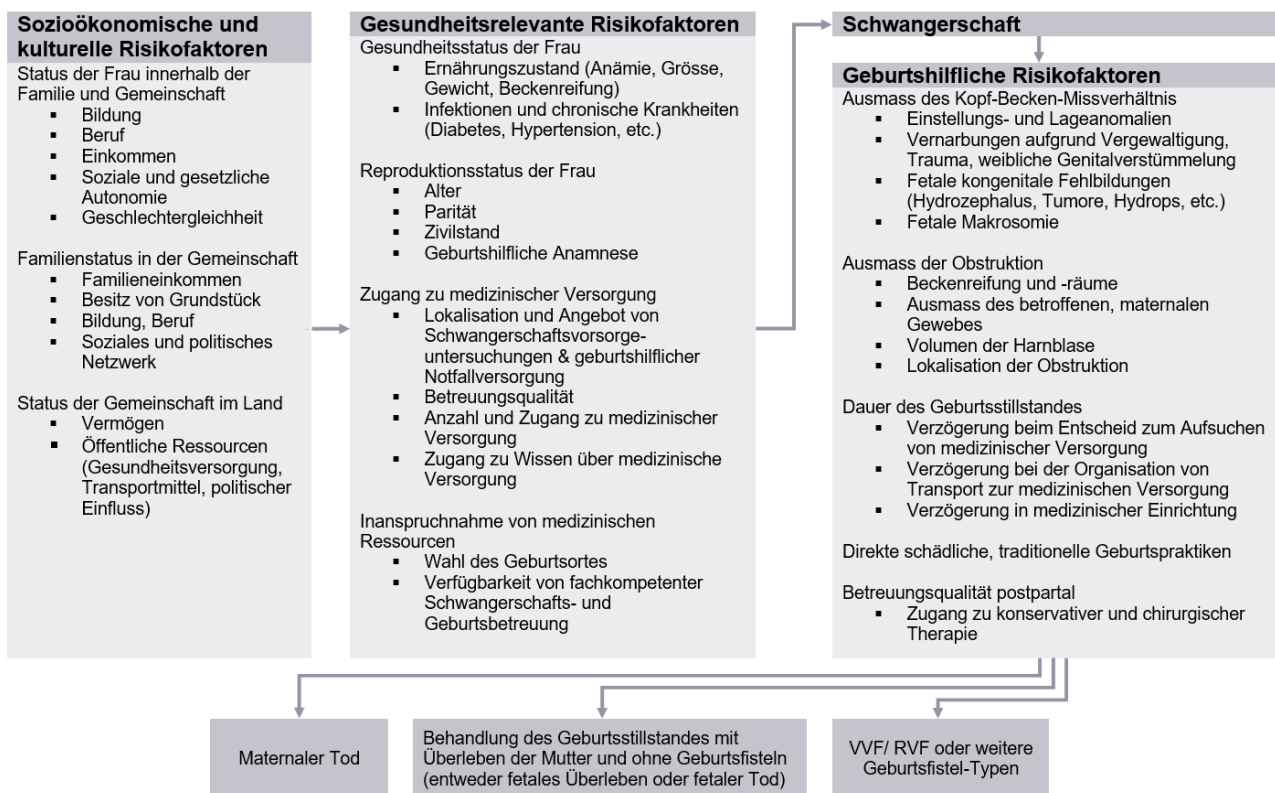 Sozioökonomische und
kulturelle Risikofaktoren
Status der Frau innerhalb der
Familie und Gemeinschaft
▪ Bildung
▪ Beruf
▪ Einkommen
▪ Soziale und gesetzliche
Autonomie
▪ Geschlechtergleichheit
Familienstatus in der Gemeinschaft
▪ Familieneinkommen
▪ Besitz von Grundstück
▪ Bildung, Beruf
▪ Soziales und politisches
Netzwerk
Status der Gemeinschaft im Land
▪ Vermögen
▪ Öffentliche Ressourcen
(Gesundheitsversorgung,
Transportmittel, politischer
Einfluss)
Gesundheitsrelevante Risikofaktoren
Gesundheitsstatus der Frau
▪ Ernährungszustand (Anämie, Grösse,
Gewicht, Beckenreifung)
▪ Infektionen und chronische Krankheiten
(Diabetes, Hypertension, etc.)
Reproduktionsstatus der Frau
▪ Alter
▪ Parität
▪ Zivilstand
▪ Geburtshilfliche Anamnese
Zugang zu medizinischer Versorgung
▪ Lokalisation und Angebot von
Schwangerschaftsvorsorge-
untersuchungen & geburtshilflicher
Notfallversorgung
▪ Betreuungsqualität
▪ Anzahl und Zugang zu medizinischer
Versorgung
▪ Zugang zu Wissen über medizinische
Versorgung
Inanspruchnahme von medizinischen
Ressourcen
▪ Wahl des Geburtsortes
▪ Verfügbarkeit von fachkompetenter
Schwangerschafts- und
Geburtsbetreuung
Schwangerschaft
Geburtshilfliche Risikofaktoren
Ausmass des Kopf-Becken-Missverhältnis
▪ Einstellungs- und Lageanomalien
▪ Vernarbungen aufgrund Vergewaltigung,
Trauma, weibliche Genitalverstümmelung
▪ Fetale kongenitale Fehlbildungen
(Hydrozephalus, Tumore, Hydrops, etc.)
▪ Fetale Makrosomie
Ausmass der Obstruktion
▪ Beckenreifung und -räume
▪ Ausmass des betroffenen, maternalen
Gewebes
▪ Volumen der Harnblase
▪ Lokalisation der Obstruktion
Dauer des Geburtsstillstandes
▪ Verzögerung beim Entscheid zum Aufsuchen
von medizinischer Versorgung
▪ Verzögerung bei der Organisation von
Transport zur medizinischen Versorgung
▪ Verzögerung in medizinischer Einrichtung
Direkte schädliche, traditionelle Geburtspraktiken
Betreuungsqualität postpartal
▪ Zugang zu konservativer und chirurgischer
Therapie
Maternaler Tod
Behandlung des Geburtsstillstandes mit
Überleben der Mutter und ohne Geburtsfisteln
(entweder fetales Überleben oder fetaler Tod)
VVF/ RVF oder weitere
Geburtsfistel-Typen